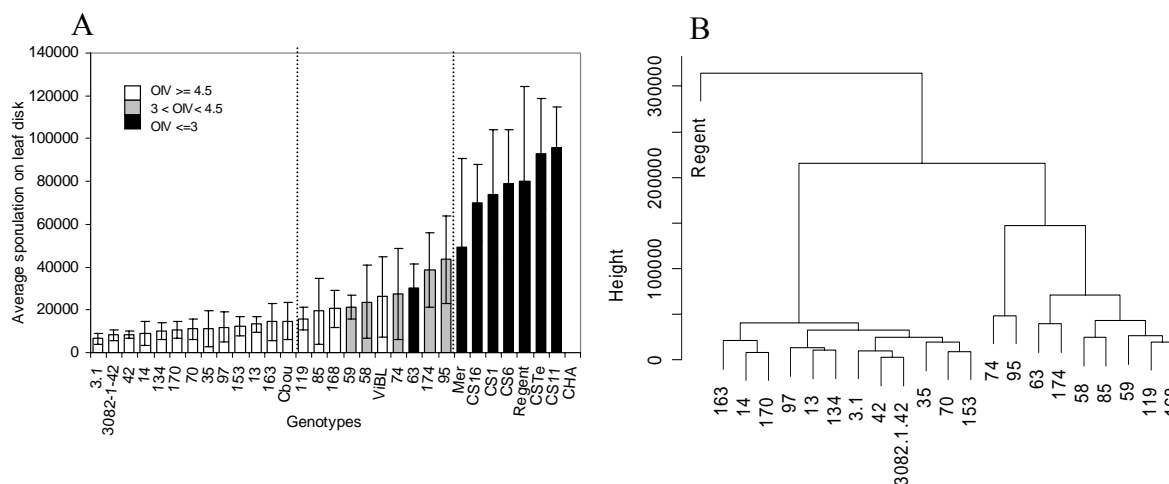 A
140000
120000
100000
80000
60000
40000
20000
0
Average sporulation on leaf disk
OIV >= 4.5
3 < OIV< 4.5
OIV <=3
3.1
3082-1-42
42
14
134
170
70
35
97
153
13
163
Cbou
119
85
168
59
58
ViBL
74
63
174
95
Mer
CS16
CS1
CS6
Regent
CSTe
CS11
CHA
Genotypes
B
300000
200000
100000
0
Height
Regent
163
14
170
97
13
134
3.1
42
3082.1.42
35
70
153
74
95
63
174
58
85
59
119